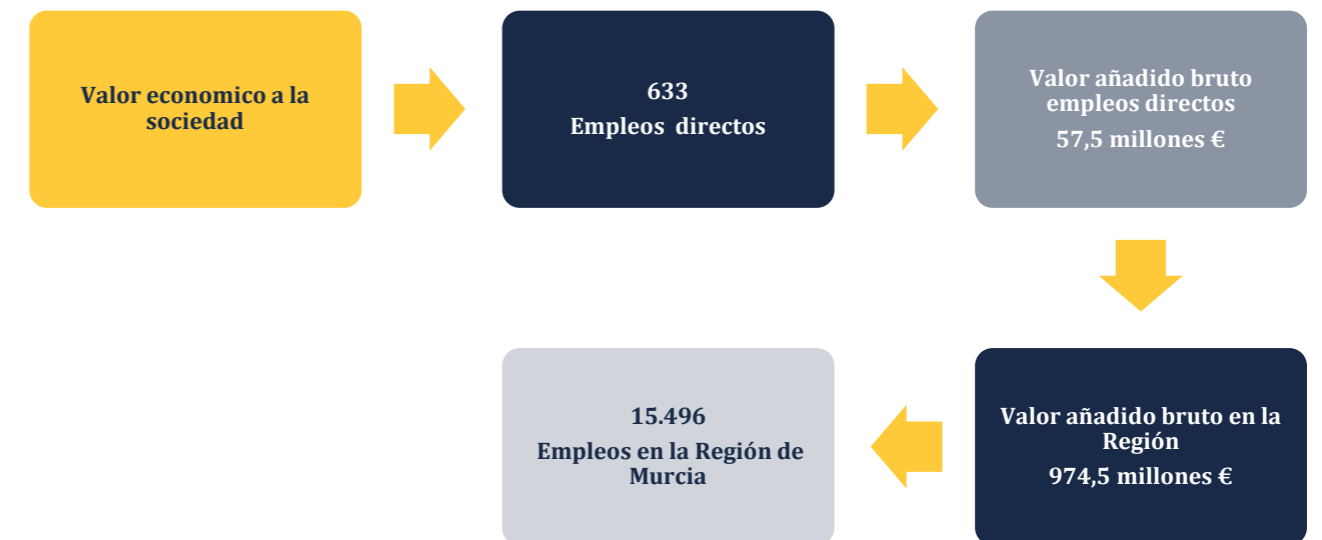 Valor economico a la
sociedad
633
Empleos directos
Valor añadido bruto
empleos directos
57,5 millones €
Valor añadido bruto en la
Región
974,5 millones €
15.496
Empleos en la Región de
Murcia